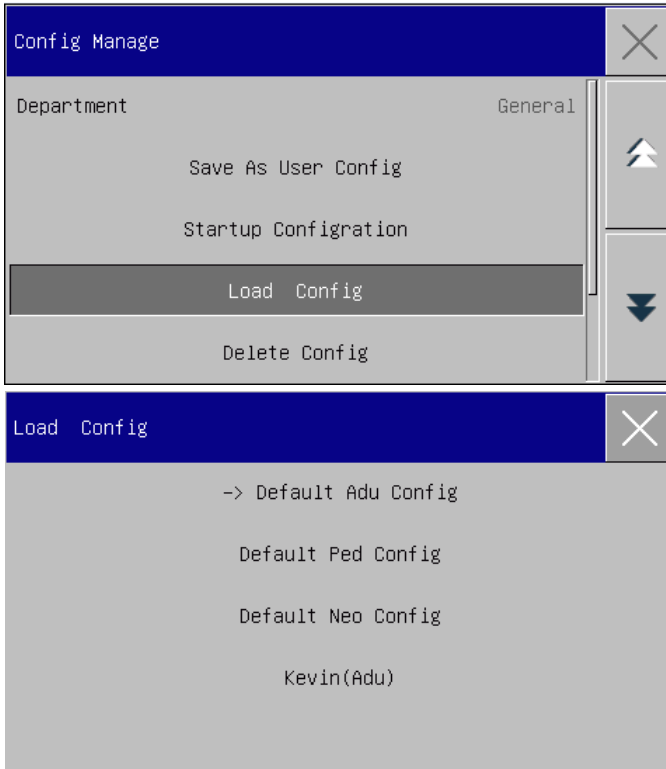 Config Manage
Department General
Save As User Config
Startup Configration
Load Config
Delete Config
Load Config
-> Default Adu Config
Default Ped Config
Default Neo Config
Kevin(Adu)